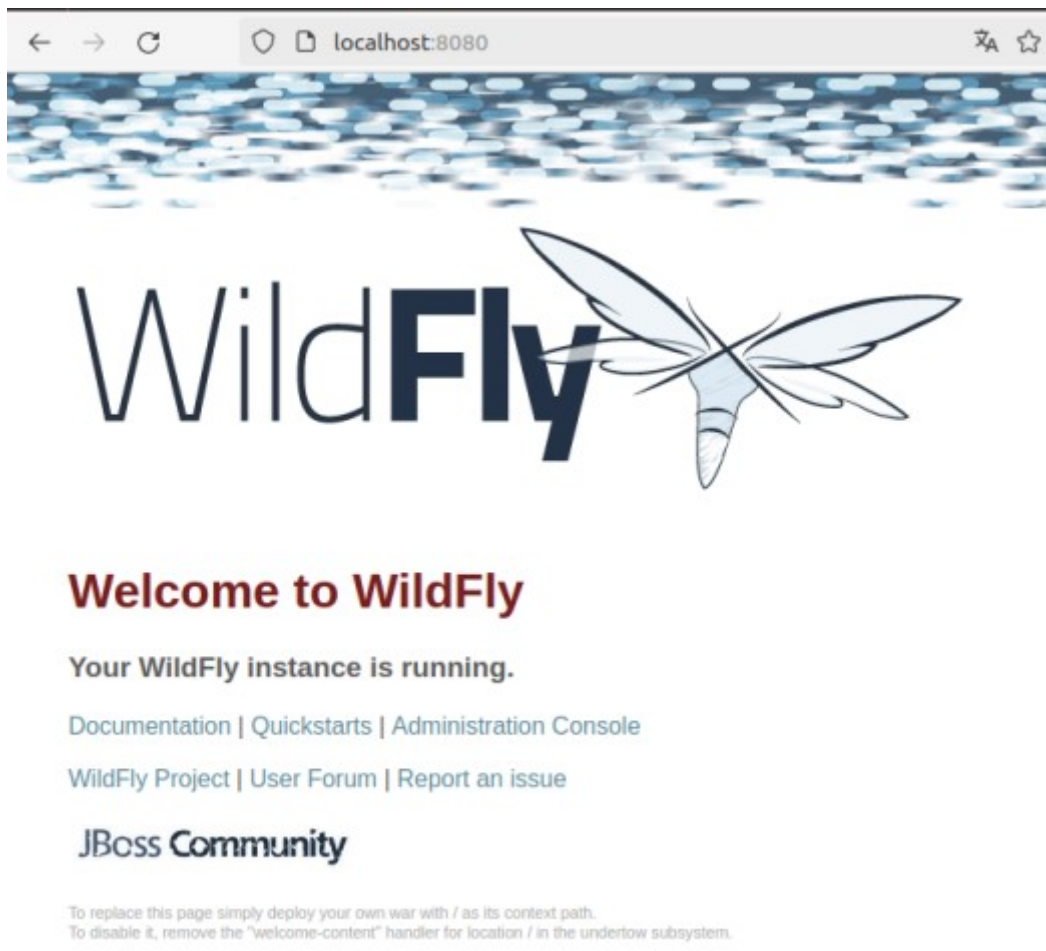 localhost:8080
WildFly
Welcome to WildFly
Your WildFly instance is running.
Documentation | Quickstarts | Administration Console
WildFly Project | User Forum | Report an issue
JBoss Community
To replace this page simply deploy your own war with / as its context path.
To disable it, remove the "welcome-content" handler for location / in the undertow subsystem.